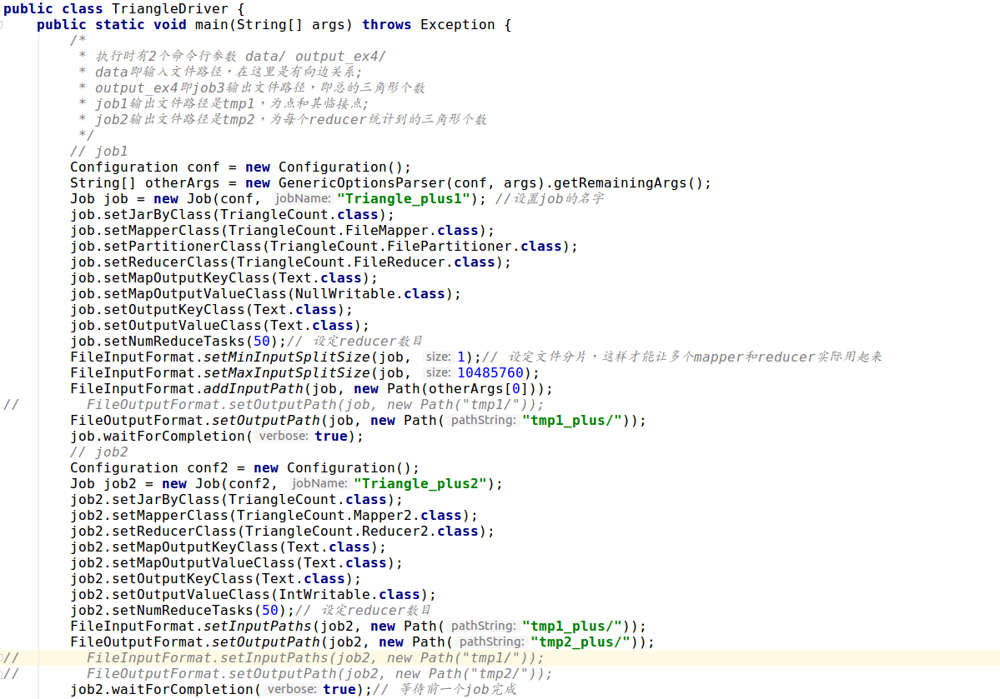 public class TriangleDriver {
public static void main(String[] args) throws Exception {
/*
* 执行时有2个命令行参数 data/ output_ex4/
* data即输入文件路径，在这里是有向边关系;
* output_ex4即job3输出文件路径，即总的三角形个数
* job1输出文件路径是tmp1，为点和其临接点;
* job2输出文件路径是tmp2，为每个reducer统计到的三角形个数
*/
// job1
Configuration conf = new Configuration();
String[] otherArgs = new GenericOptionsParser(conf, args).getRemainingArgs();
Job job = new Job(conf, jobName: "Triangle_plus1"); //设置job的名字
job.setJarByClass(TriangleCount.class);
job.setMapperClass(TriangleCount.FileMapper.class);
job.setPartitionerClass(TriangleCount.FilePartitioner.class);
job.setReducerClass(TriangleCount.FileReducer.class);
job.setMapOutputKeyClass(Text.class);
job.setMapOutputValueClass(NullWritable.class);
job.setOutputKeyClass(Text.class);
job.setOutputValueClass(Text.class);
job.setNumReduceTasks(50);// 设定reducer数目
FileInputFormat.setMinInputSplitSize(job, size: 1);// 设定文件分片，这样才能让多个mapper和reducer实际用起来
FileInputFormat.setMaxInputSplitSize(job, size: 10485760);
FileInputFormat.addInputPath(job, new Path(otherArgs[0]));
// FileOutputFormat.setOutputPath(job, new Path("tmp1/"));
FileOutputFormat.setOutputPath(job, new Path( pathString: "tmp1_plus/"));
job.waitForCompletion( verbose: true);
// job2
Configuration conf2 = new Configuration();
Job job2 = new Job(conf2, jobName: "Triangle_plus2");
job2.setJarByClass(TriangleCount.class);
job2.setMapperClass(TriangleCount.Mapper2.class);
job2.setReducerClass(TriangleCount.Reducer2.class);
job2.setMapOutputKeyClass(Text.class);
job2.setMapOutputValueClass(Text.class);
job2.setOutputKeyClass(Text.class);
job2.setOutputValueClass(IntWritable.class);
job2.setNumReduceTasks(50);// 设定reducer数目
FileInputFormat.setInputPaths(job2, new Path( pathString: "tmp1_plus/"));
FileOutputFormat.setOutputPath(job2, new Path( pathString: "tmp2_plus/"));
// FileInputFormat.setInputPaths(job2, new Path("tmp1/"));
// FileOutputFormat.setOutputPath(job2, new Path("tmp2/"));
job2.waitForCompletion( verbose: true);// 等待前一个job完成